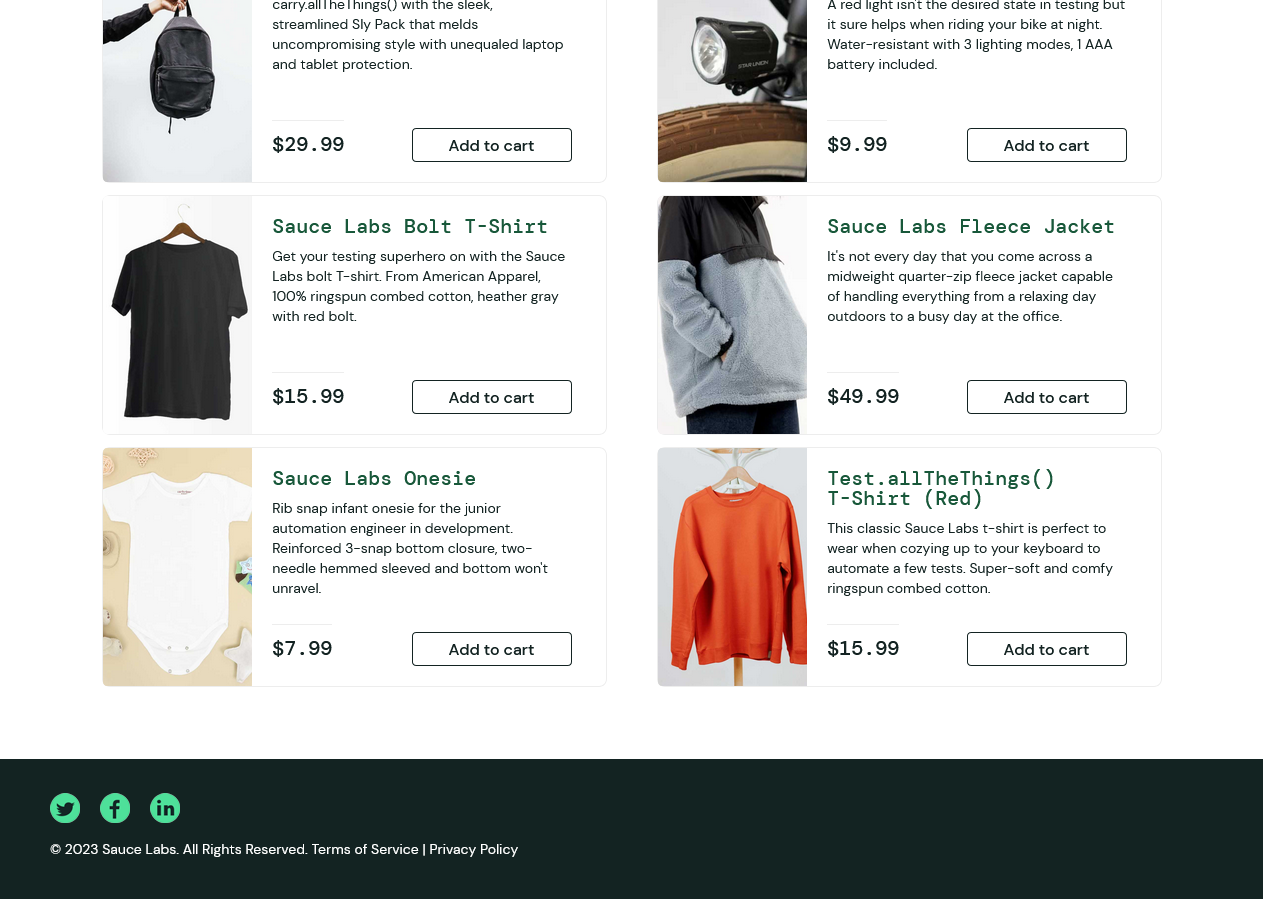 carry.allTheThings() with the sleek,
streamlined Sly Pack that melds
uncompromising style with unequaled laptop
and tablet protection.
$29.99
Add to cart
A red light isn't the desired state in testing but
it sure helps when riding your bike at night.
Water-resistant with 3 lighting modes, 1 AAA
battery included.
STAR UNION
$9.99
Add to cart
Sauce Labs Bolt T-Shirt
Get your testing superhero on with the Sauce
Labs bolt T-shirt. From American Apparel,
100% ringspun combed cotton, heather gray
with red bolt.
$15.99
Add to cart
Sauce Labs Fleece Jacket
It's not every day that you come across a
midweight quarter-zip fleece jacket capable
of handling everything from a relaxing day
outdoors to a busy day at the office.
$49.99
Add to cart
Sauce Labs Onesie
Rib snap infant onesie for the junior
automation engineer in development.
Reinforced 3-snap bottom closure, two-
needle hemmed sleeved and bottom won't
unravel.
$7.99
Add to cart
Test.allTheThings()
T-Shirt (Red)
This classic Sauce Labs t-shirt is perfect to
wear when cozying up to your keyboard to
automate a few tests. Super-soft and comfy
ringspun combed cotton.
$15.99
Add to cart
© 2023 Sauce Labs. All Rights Reserved. Terms of Service | Privacy Policy